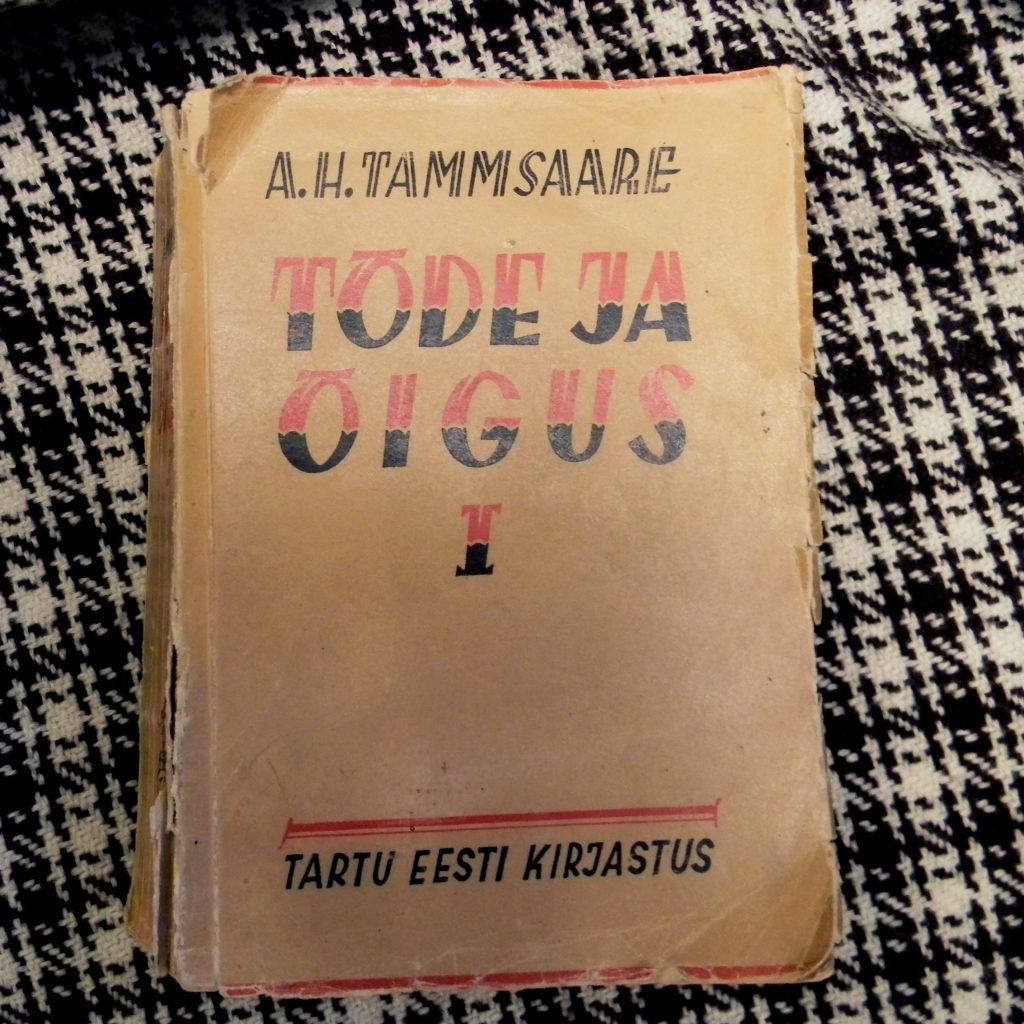 A. H. TAMMSAARE
TÕDE JA
ÕIGUS
I
TARTU EESTI KIRJASTUS